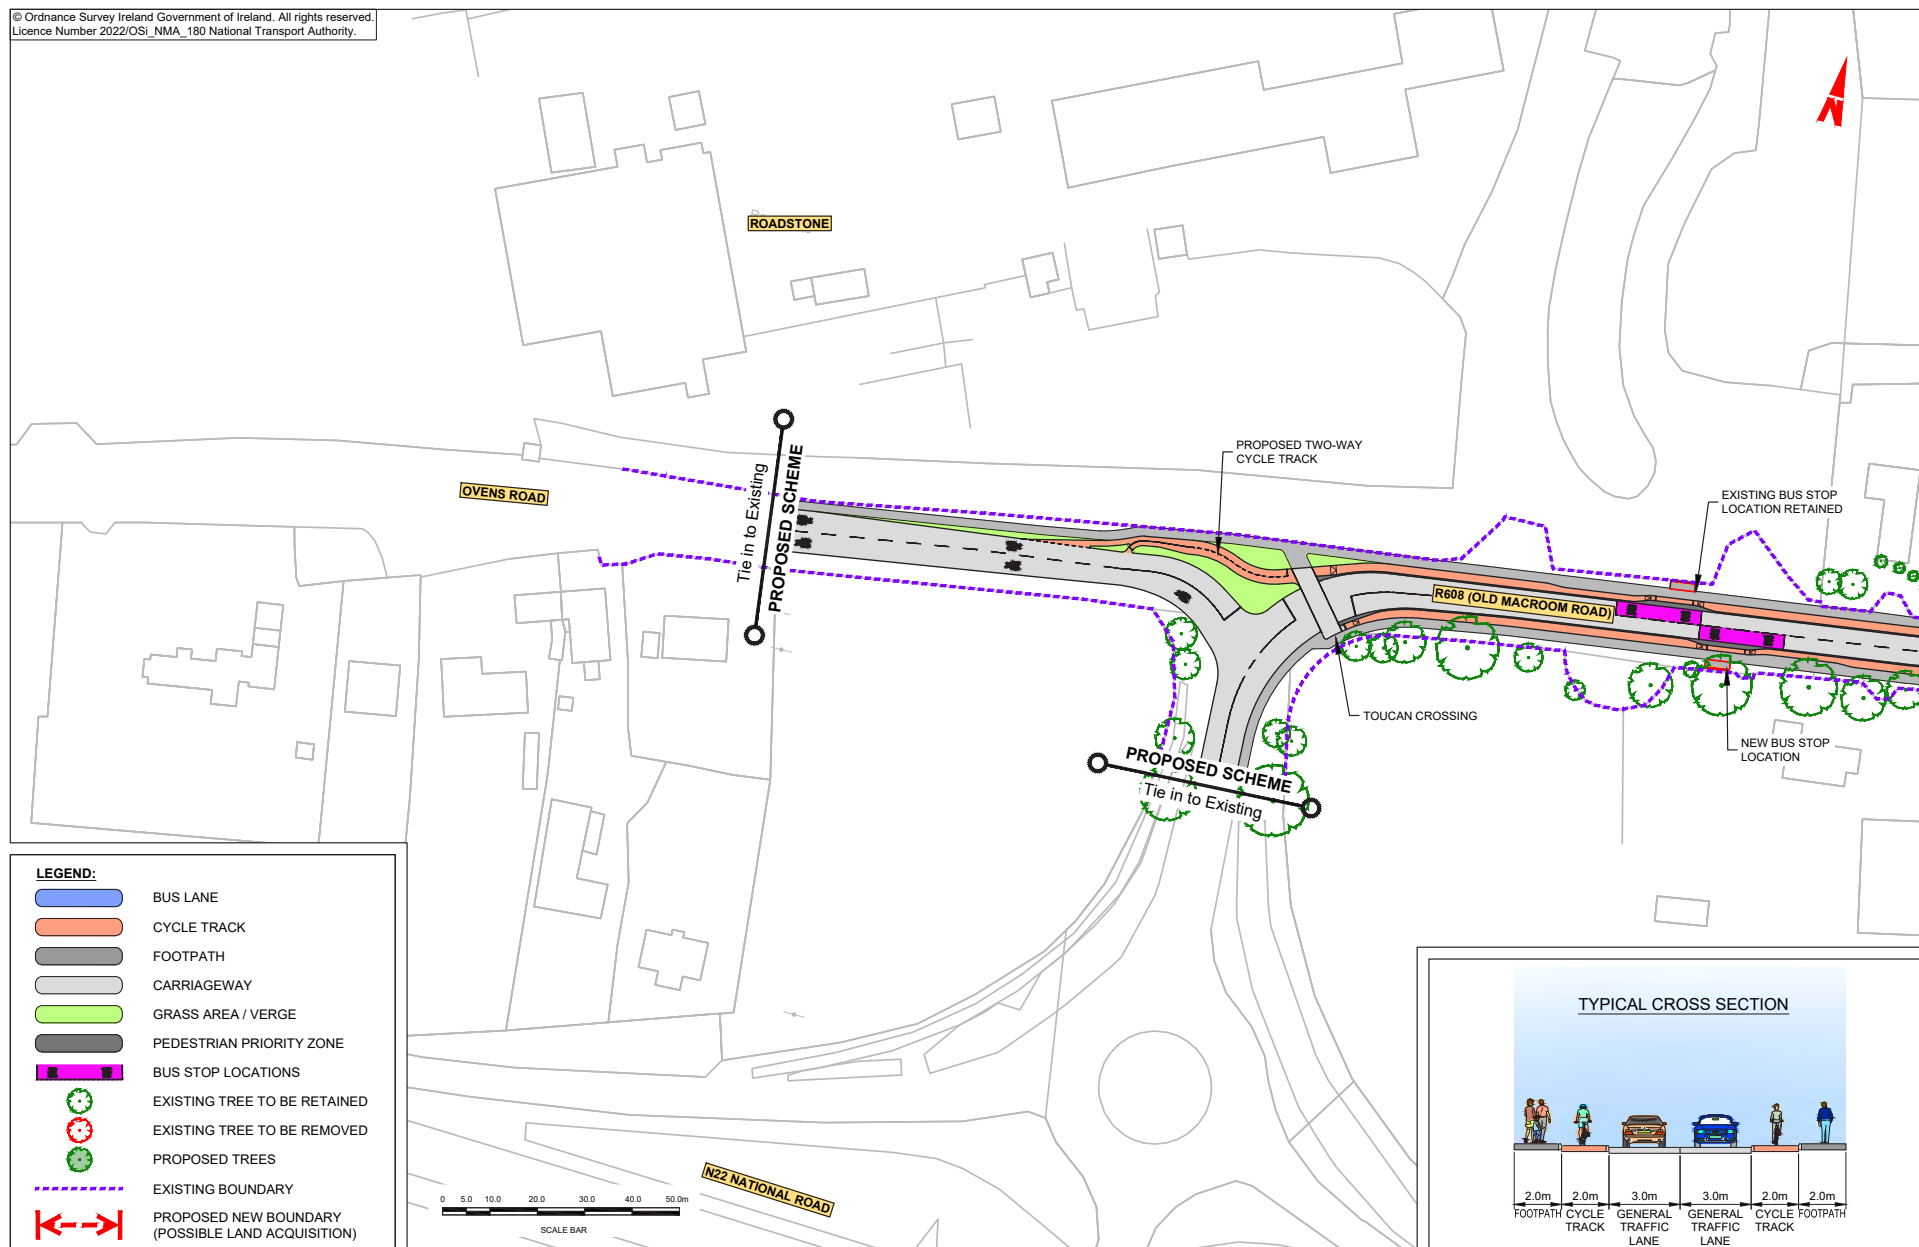 © Ordnance Survey Ireland Government of Ireland. All rights reserved.
Licence Number 2022/OSi_NMA_180 National Transport Authority.
N
ROADSTONE
OVENS ROAD
Tie in to Existing
PROPOSED SCHEME
PROPOSED TWO-WAY
CYCLE TRACK
EXISTING BUS STOP
LOCATION RETAINED
R608 (OLD MACROOM ROAD)
TOUCAN CROSSING
NEW BUS STOP
LOCATION
PROPOSED SCHEME
Tie in to Existing
LEGEND:
BUS LANE
CYCLE TRACK
FOOTPATH
CARRIAGEWAY
GRASS AREA / VERGE
PEDESTRIAN PRIORITY ZONE
BUS STOP LOCATIONS
EXISTING TREE TO BE RETAINED
EXISTING TREE TO BE REMOVED
PROPOSED TREES
EXISTING BOUNDARY
PROPOSED NEW BOUNDARY
(POSSIBLE LAND ACQUISITION)
0 5.0 10.0 20.0 30.0 40.0 50.0m
SCALE BAR
N22 NATIONAL ROAD
TYPICAL CROSS SECTION
2.0m 2.0m 3.0m 3.0m 2.0m 2.0m
FOOTPATH CYCLE GENERAL GENERAL CYCLE FOOTPATH
TRACK TRAFFIC TRAFFIC TRACK
LANE LANE